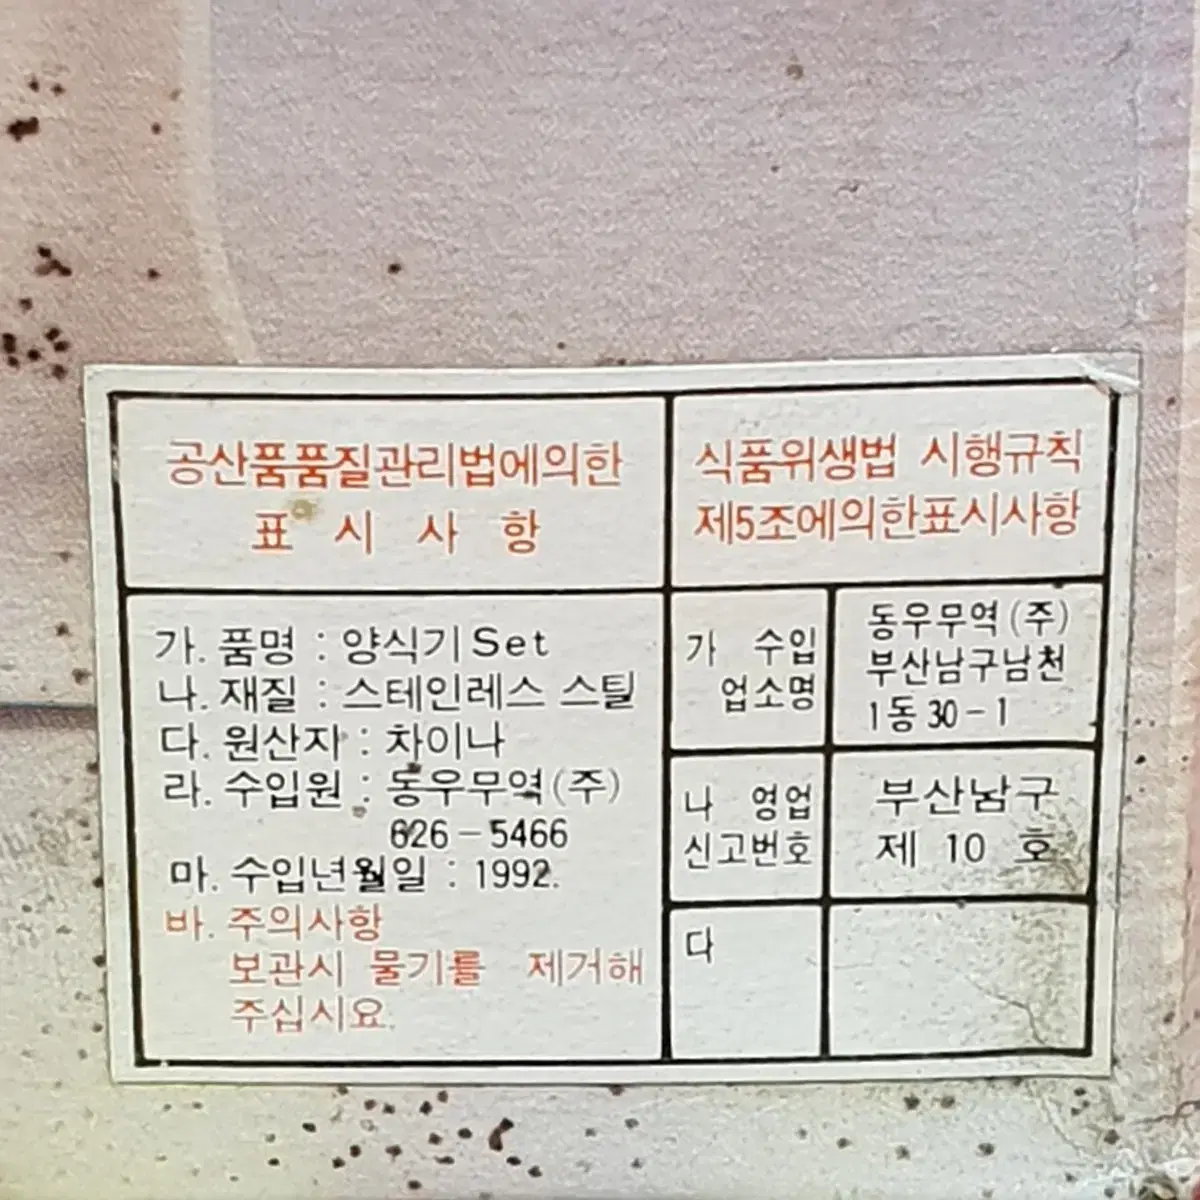 공산품품질관리법에의한
표 시 사 항
가. 품명 : 양식기 Set
나. 재질 : 스테인레스 스틸
다. 원산자 : 차이나
라. 수입원 : 동우무역(주)
626-5466
마. 수입년월일 : 1992.
바. 주의사항
보관시 물기를 제거해
주십시요.
식품위생법 시행규칙
제5조에의한표시사항
가 수입
업소명
동우무역(주)
부산남구남천
1동 30-1
나 영업
신고번호
부산남구
제 10 호
다